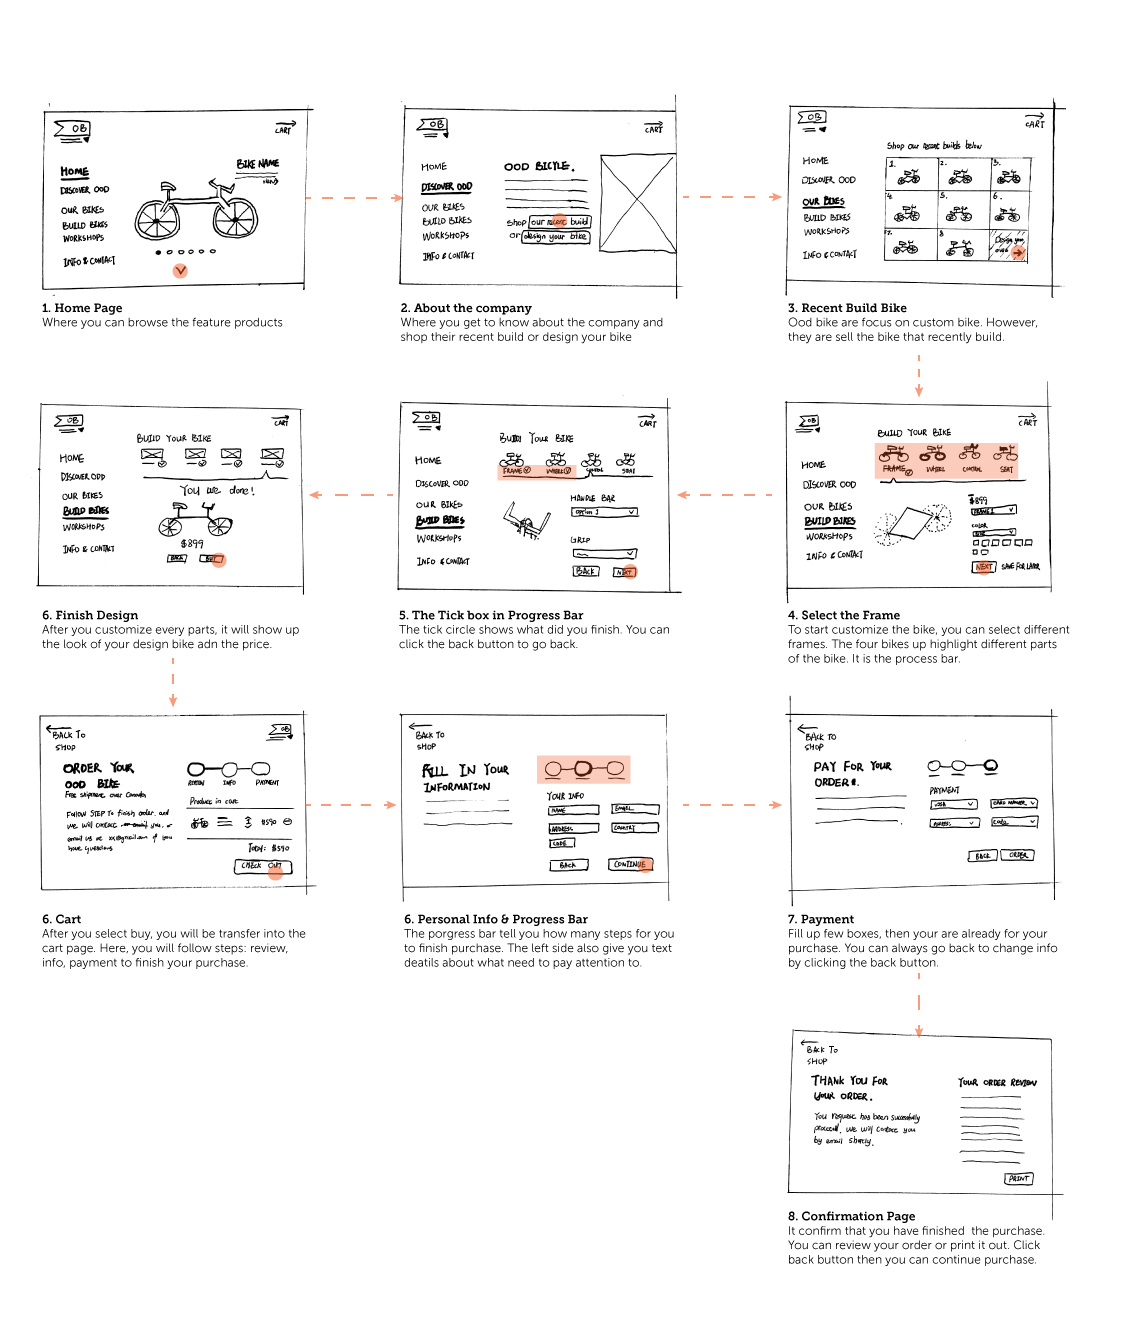 OB
CART
HOME
DISCOVER OOD
OUR BIKES
BUILD BIKES
WORKSHOPS
INFO & CONTACT
BIKE NAME
1. Home Page
Where you can browse the feature products
OB
CART
HOME
DISCOVER OOD
OUR BIKES
BUILD BIKES
WORKSHOPS
INFO & CONTACT
OOD BICYLE.
Shop our recent build
or design your bike
2. About the company
Where you get to know about the company and
shop their recent build or design your bike
OB
CART
HOME
DISCOVER OOD
OUR BIKES
BUILD BIKES
WORKSHOPS
INFO & CONTACT
Shop our recent builds below
1. 2. 3.
4. 5. 6.
7. 8 Design your
own
3. Recent Build Bike
Ood bike are focus on custom bike. However,
they are sell the bike that recently build.
OB
CART
HOME
DISCOVER OOD
OUR BIKES
BUILD BIKES
WORKSHOPS
INFO & CONTACT
BUILD YOUR BIKE
You are done!
$899
BACK BUY
6. Finish Design
After you customize every parts, it will show up
the look of your design bike adn the price.
OB
CART
HOME
DISCOVER OOD
OUR BIKES
BUILD BIKES
WORKSHOPS
INFO & CONTACT
Build Your BIKE
FRAME WHEEL CONTROL SEAT
HANDLE BAR
Option 1
GRIP
BACK NEXT
5. The Tick box in Progress Bar
The tick circle shows what did you finish. You can
click the back button to go back.
OB
CART
HOME
DISCOVER OOD
OUR BIKES
BUILD BIKES
WORKSHOPS
INFO & CONTACT
BUILD YOUR BIKE
FRAME WHEEL CONTROL SEAT
$899
FRAME 1
COLOR
NEXT SAVE FOR LATER
4. Select the Frame
To start customize the bike, you can select different
frames. The four bikes up highlight different parts
of the bike. It is the process bar.
BACK TO
SHOP
OB
ORDER YOUR
OOD BIKE
Free shipment over Canada
FOLLOW STEP to finish order, and
we will contact email you, or
email us at if you
have questions
REVIEW INFO PAYMENT
Product in cart
$590
Total: $590
CHECK OUT
6. Cart
After you select buy, you will be transfer into the
cart page. Here, you will follow steps: review,
info, payment to finish your purchase.
BACK TO
SHOP
FILL IN YOUR
INFORMATION
YOUR INFO
NAME EMAIL
ADDRESS COUNTRY
CODE
BACK CONTINUE
6. Personal Info & Progress Bar
The porgress bar tell you how many steps for you
to finish purchase. The left side also give you text
deatils about what need to pay attention to.
BACK TO
SHOP
PAY FOR YOUR
ORDER.
PAYMENT
VISA CARD NUMBER
ADDRESS Code
BACK ORDER
7. Payment
Fill up few boxes, then your are already for your
purchase. You can always go back to change info
by clicking the back button.
BACK TO
SHOP
THANK YOU FOR
YOUR ORDER.
You request has been successfully
proceed, we will contact you
by email shortly.
YOUR ORDER REVIEW
PRINT
8. Confirmation Page
It confirm that you have finished  the purchase.
You can review your order or print it out. Click
back button then you can continue purchase.